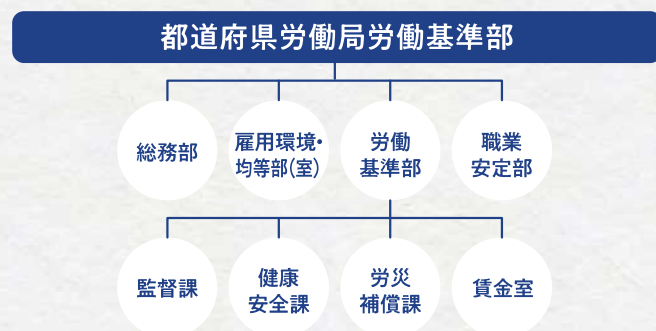 都道府県労働局労働基準部
総務部
雇用環境・
均等部(室)
労働
基準部
職業
安定部
監督課
健康
安全課
労災
補償課
賃金室